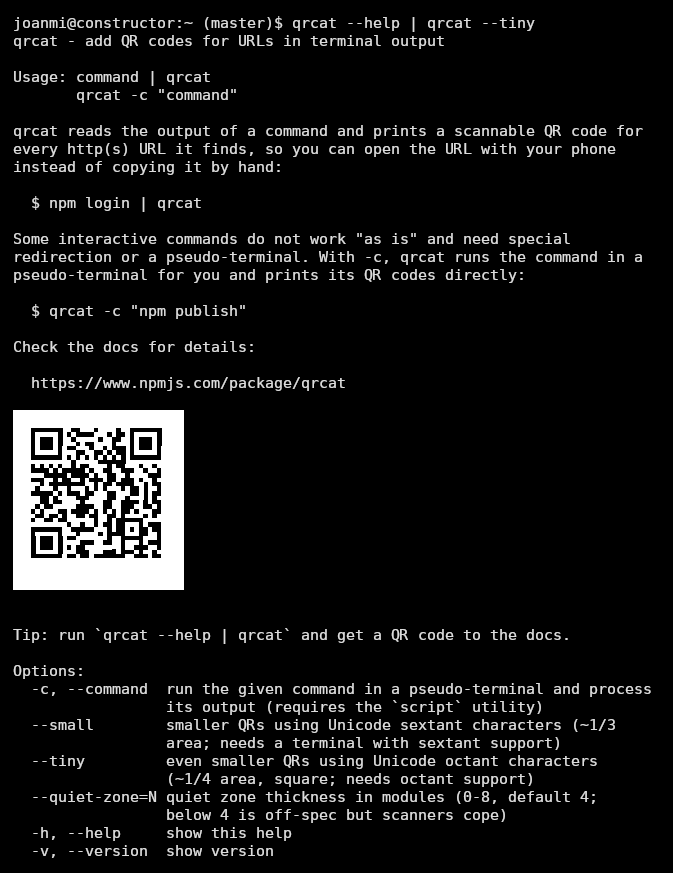 joanmi@constructor:~ (master)$ qrcat --help | qrcat --tiny
qrcat - add QR codes for URLs in terminal output
Usage: command | qrcat
qrcat -c "command"
qrcat reads the output of a command and prints a scannable QR code for
every http(s) URL it finds, so you can open the URL with your phone
instead of copying it by hand:
$ npm login | qrcat
Some interactive commands do not work "as is" and need special
redirection or a pseudo-terminal. With -c, qrcat runs the command in a
pseudo-terminal for you and prints its QR codes directly:
$ qrcat -c "npm publish"
Check the docs for details:
https://www.npmjs.com/package/qrcat
Tip: run `qrcat --help | qrcat` and get a QR code to the docs.
Options:
-c, --command  run the given command in a pseudo-terminal and process
its output (requires the `script` utility)
--small        smaller QRs using Unicode sextant characters (~1/3
area; needs a terminal with sextant support)
--tiny         even smaller QRs using Unicode octant characters
(~1/4 area, square; needs octant support)
--quiet-zone=N quiet zone thickness in modules (0-8, default 4;
below 4 is off-spec but scanners cope)
-h, --help     show this help
-v, --version  show version